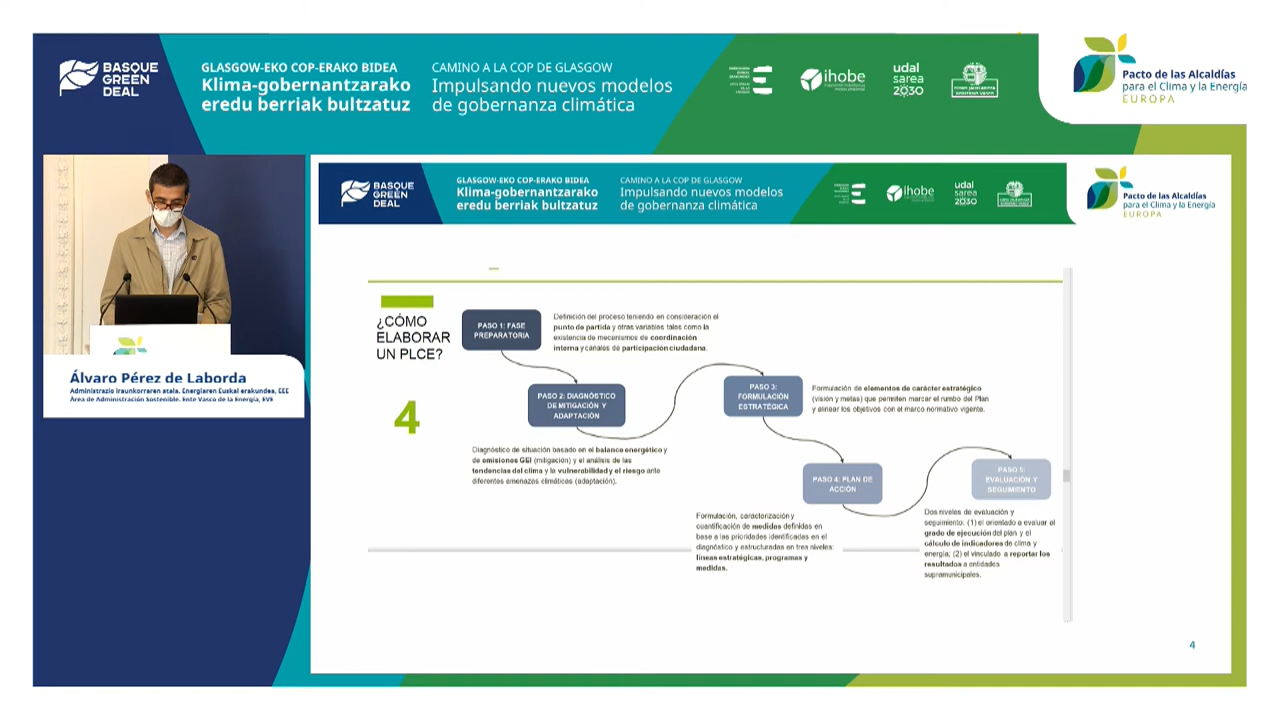 BASQUE
GREEN
DEAL
GLASGOW-EKO COP-ERAKO BIDEA
Klima-gobernantzarako
eredu berriak bultzatuz
CAMINO A LA COP DE GLASGOW
Impulsando nuevos modelos
de gobernanza climática
ihobe
udal
sarea
2030
Pacto de las Alcaldías
para el Clima y la Energía
EUROPA
BASQUE
GREEN
DEAL
GLASGOW-EKO COP-ERAKO BIDEA
Klima-gobernantzarako
eredu berriak bultzatuz
CAMINO A LA COP DE GLASGOW
Impulsando nuevos modelos
de gobernanza climática
ihobe
udal
sarea
2030
Pacto de las Alcaldías
para el Clima y la Energía
EUROPA
¿CÓMO
ELABORAR
UN PLCE?
4
PASO 1: FASE
PREPARATORIA
Definición del proceso teniendo en consideración el
punto de partida y otras variables tales como la
existencia de mecanismos de coordinación
interna y canales de participación ciudadana.
PASO 2: DIAGNÓSTICO
DE MITIGACIÓN Y
ADAPTACIÓN
Diagnóstico de situación basado en el balance energético y
de emisiones GEI (mitigación) y el análisis de las
tendencias del clima y la vulnerabilidad y el riesgo ante
diferentes amenazas climáticas (adaptación).
PASO 3:
FORMULACIÓN
ESTRATÉGICA
Formulación de elementos de carácter estratégico
(visión y metas) que permiten marcar el rumbo del Plan
y alinear los objetivos con el marco normativo vigente.
PASO 4: PLAN DE
ACCIÓN
Formulación, caracterización y
cuantificación de medidas definidas en
base a las prioridades identificadas en el
diagnóstico y estructuradas en tres niveles:
líneas estratégicas, programas y
medidas.
PASO 5:
EVALUACIÓN Y
SEGUIMIENTO
Dos niveles de evaluación y
seguimiento: (1) el orientado a evaluar el
grado de ejecución del plan y el
cálculo de indicadores de clima y
energía; (2) el vinculado a reportar los
resultados a entidades
supramunicipales.
4
Álvaro Pérez de Laborda
Administrazio Iraunkorraren atala. Energiaren Euskal erakundea, EEE
Área de Administración Sostenible. Ente Vasco de la Energía, EVE